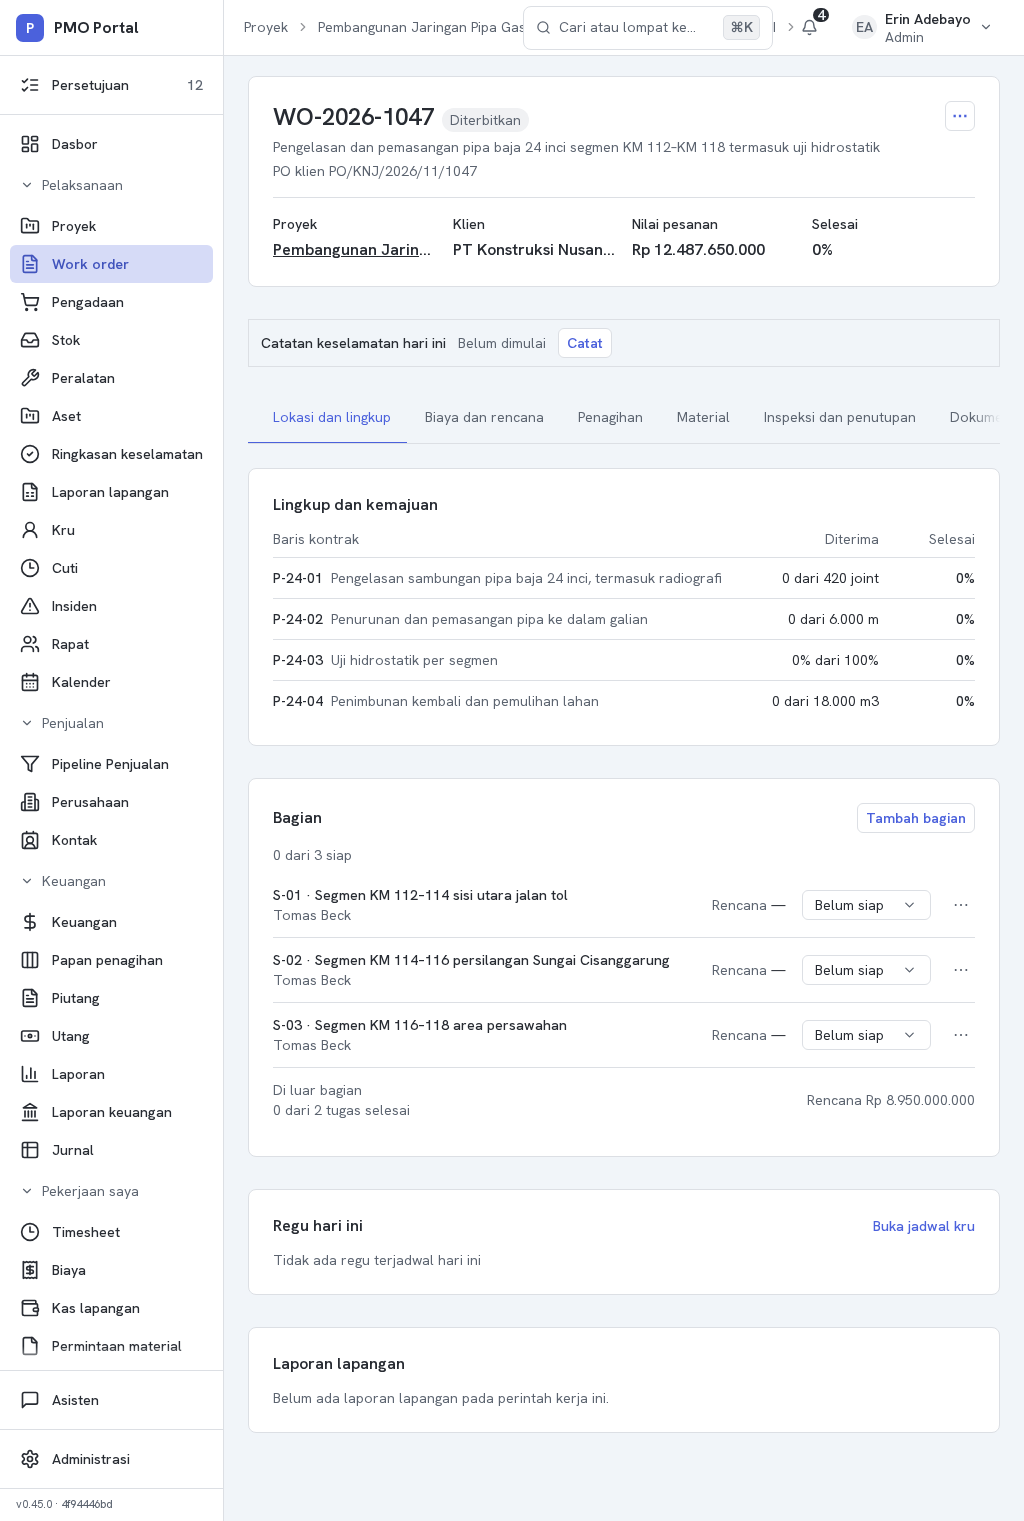 P PMO Portal
Proyek > Pembangunan Jaringan Pipa Gas
Cari atau lompat ke... ⌘K
4
EA Erin Adebayo
Admin
Persetujuan 12
Dasbor
Pelaksanaan
Proyek
Work order
Pengadaan
Stok
Peralatan
Aset
Ringkasan keselamatan
Laporan lapangan
Kru
Cuti
Insiden
Rapat
Kalender
Penjualan
Pipeline Penjualan
Perusahaan
Kontak
Keuangan
Keuangan
Papan penagihan
Piutang
Utang
Laporan
Laporan keuangan
Jurnal
Pekerjaan saya
Timesheet
Biaya
Kas lapangan
Permintaan material
Asisten
Administrasi
v0.45.0 · 4f94446bd
WO-2026-1047 Diterbitkan
Pengelasan dan pemasangan pipa baja 24 inci segmen KM 112–KM 118 termasuk uji hidrostatik
PO klien PO/KNJ/2026/11/1047
Proyek Klien Nilai pesanan Selesai
Pembangunan Jarin... PT Konstruksi Nusan... Rp 12.487.650.000 0%
Catatan keselamatan hari ini Belum dimulai Catat
Lokasi dan lingkup Biaya dan rencana Penagihan Material Inspeksi dan penutupan Dokum
Lingkup dan kemajuan
Baris kontrak Diterima Selesai
P-24-01 Pengelasan sambungan pipa baja 24 inci, termasuk radiografi 0 dari 420 joint 0%
P-24-02 Penurunan dan pemasangan pipa ke dalam galian 0 dari 6.000 m 0%
P-24-03 Uji hidrostatik per segmen 0% dari 100% 0%
P-24-04 Penimbunan kembali dan pemulihan lahan 0 dari 18.000 m3 0%
Bagian Tambah bagian
0 dari 3 siap
S-01 · Segmen KM 112–114 sisi utara jalan tol
Tomas Beck
Rencana — Belum siap
S-02 · Segmen KM 114–116 persilangan Sungai Cisanggarung
Tomas Beck
Rencana — Belum siap
S-03 · Segmen KM 116–118 area persawahan
Tomas Beck
Rencana — Belum siap
Di luar bagian
0 dari 2 tugas selesai
Rencana Rp 8.950.000.000
Regu hari ini Buka jadwal kru
Tidak ada regu terjadwal hari ini
Laporan lapangan
Belum ada laporan lapangan pada perintah kerja ini.